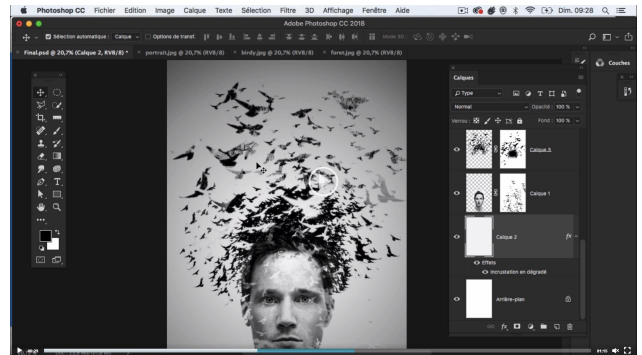 Photoshop CC Fichier Edition Image Calque Texte Sélection Filtre 3D Affichage Fenêtre Aide Dim. 09:28
Adobe Photoshop CC 2018
Sélection automatique : Calque Options de transf. Mode 3D :
Final.psd @ 20,7% (Calque 2, RVB/8) * × portrait.jpg @ 20,7% (RVB/8) × birdy.jpg @ 20,7% (RVB/8) × foret.jpg @ 20,7% (RVB/8)
Couches
Calques
Type
Normal Opacité : 100 %
Verrou : Fond : 100 %
Calque 3
Calque 1
Calque 2 fx
Effets
Incrustation en dégradé
Arrière-plan
fx